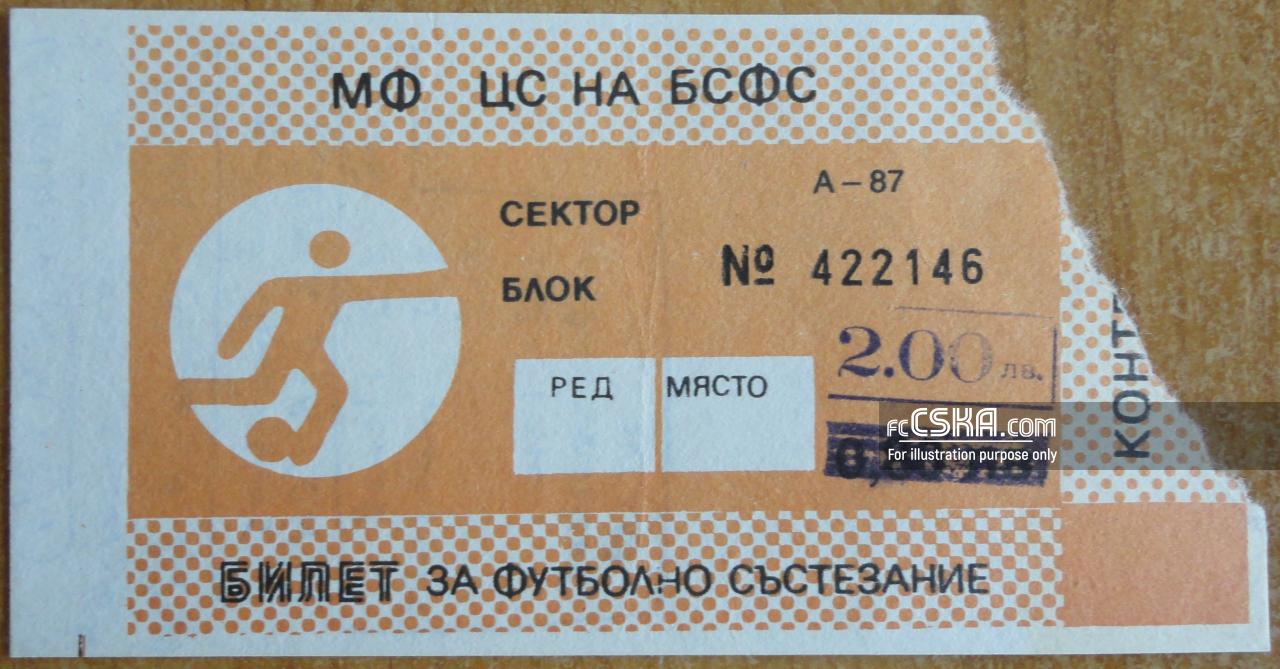 МФ ЦС НА БСФС
А – 87
СЕКТОР
№ 422146
БЛОК
2.00 лв.
РЕД МЯСТО
fcCSKA.com
For illustration purpose only
БИЛЕТ ЗА ФУТБОЛНО СЪСТЕЗАНИЕ
КОНТ